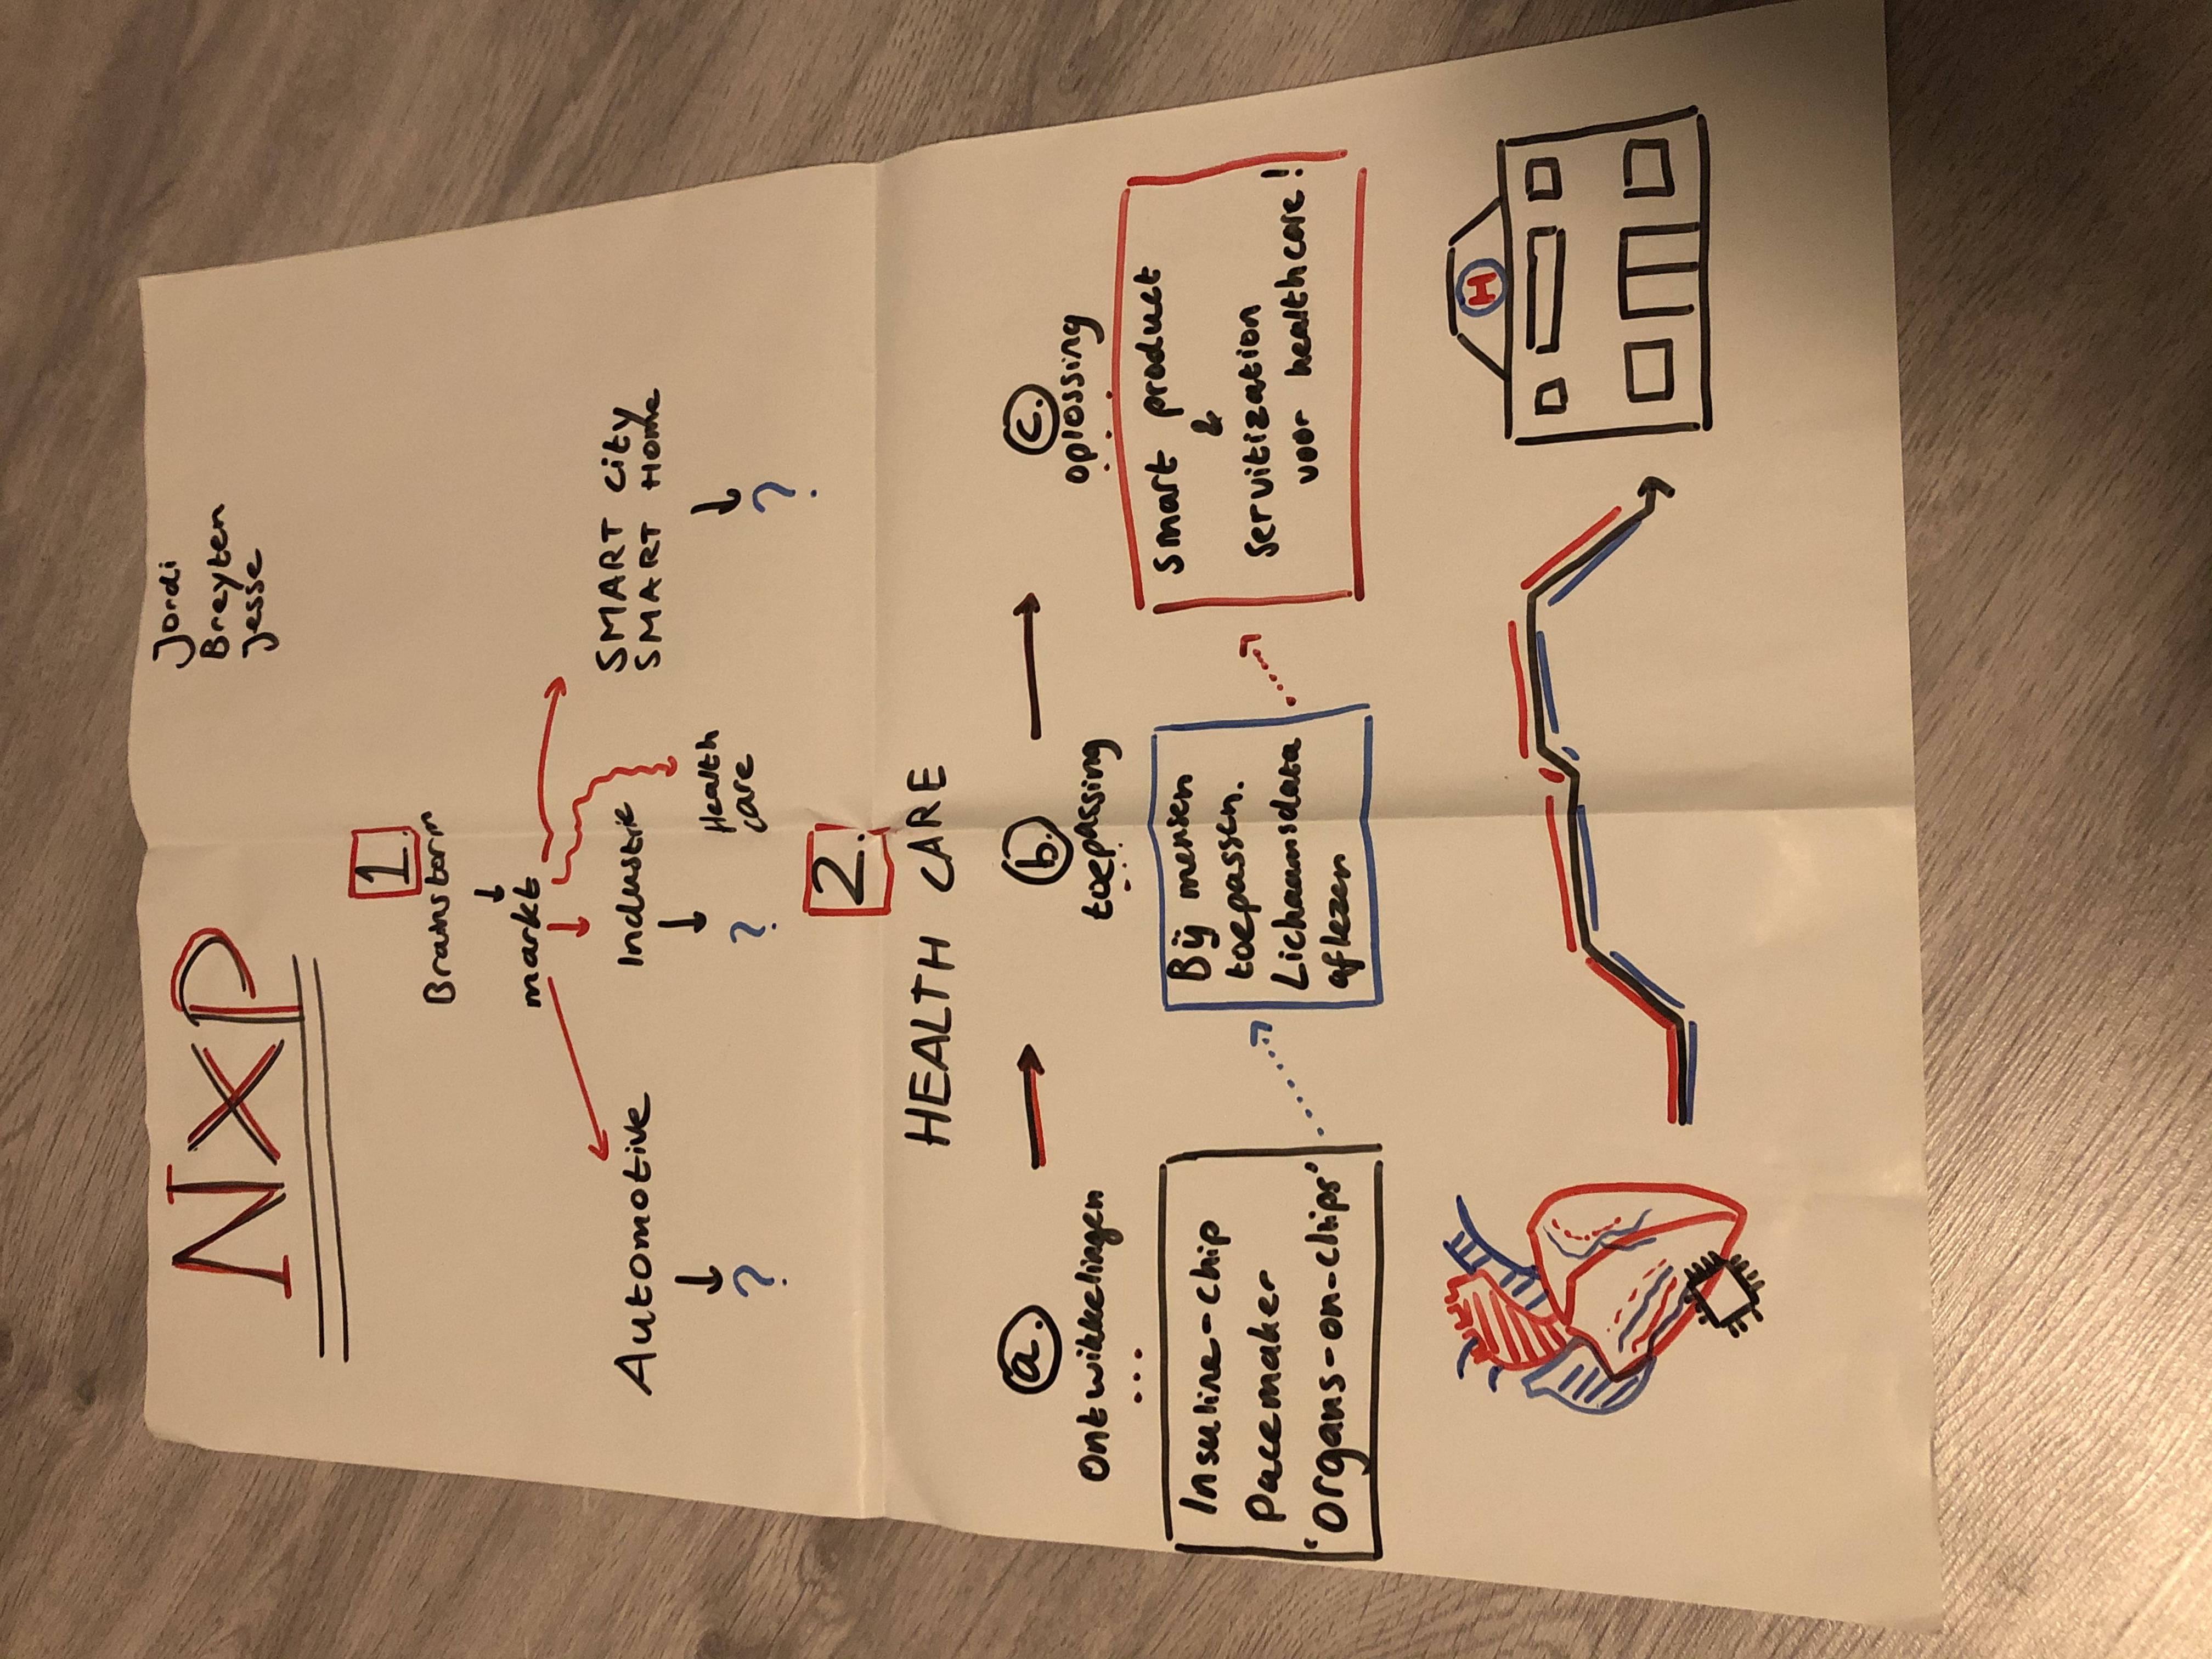 NXP
Jordi
Breyten
Jesse
1.
Brainstorm
markt
Automotive
Industrie
SMART City
SMART Home
Health
care
?
?
?
2.
HEALTH CARE
a.
b.
c.
Ontwikkelingen
toepassing
oplossing
...
...
...
Insuline-chip
Pacemaker
'Organs-on-chips'
Bij mensen
toepassen.
Lichaamsdata
aflezen
Smart product
&
Servitization
voor healthcare!
H